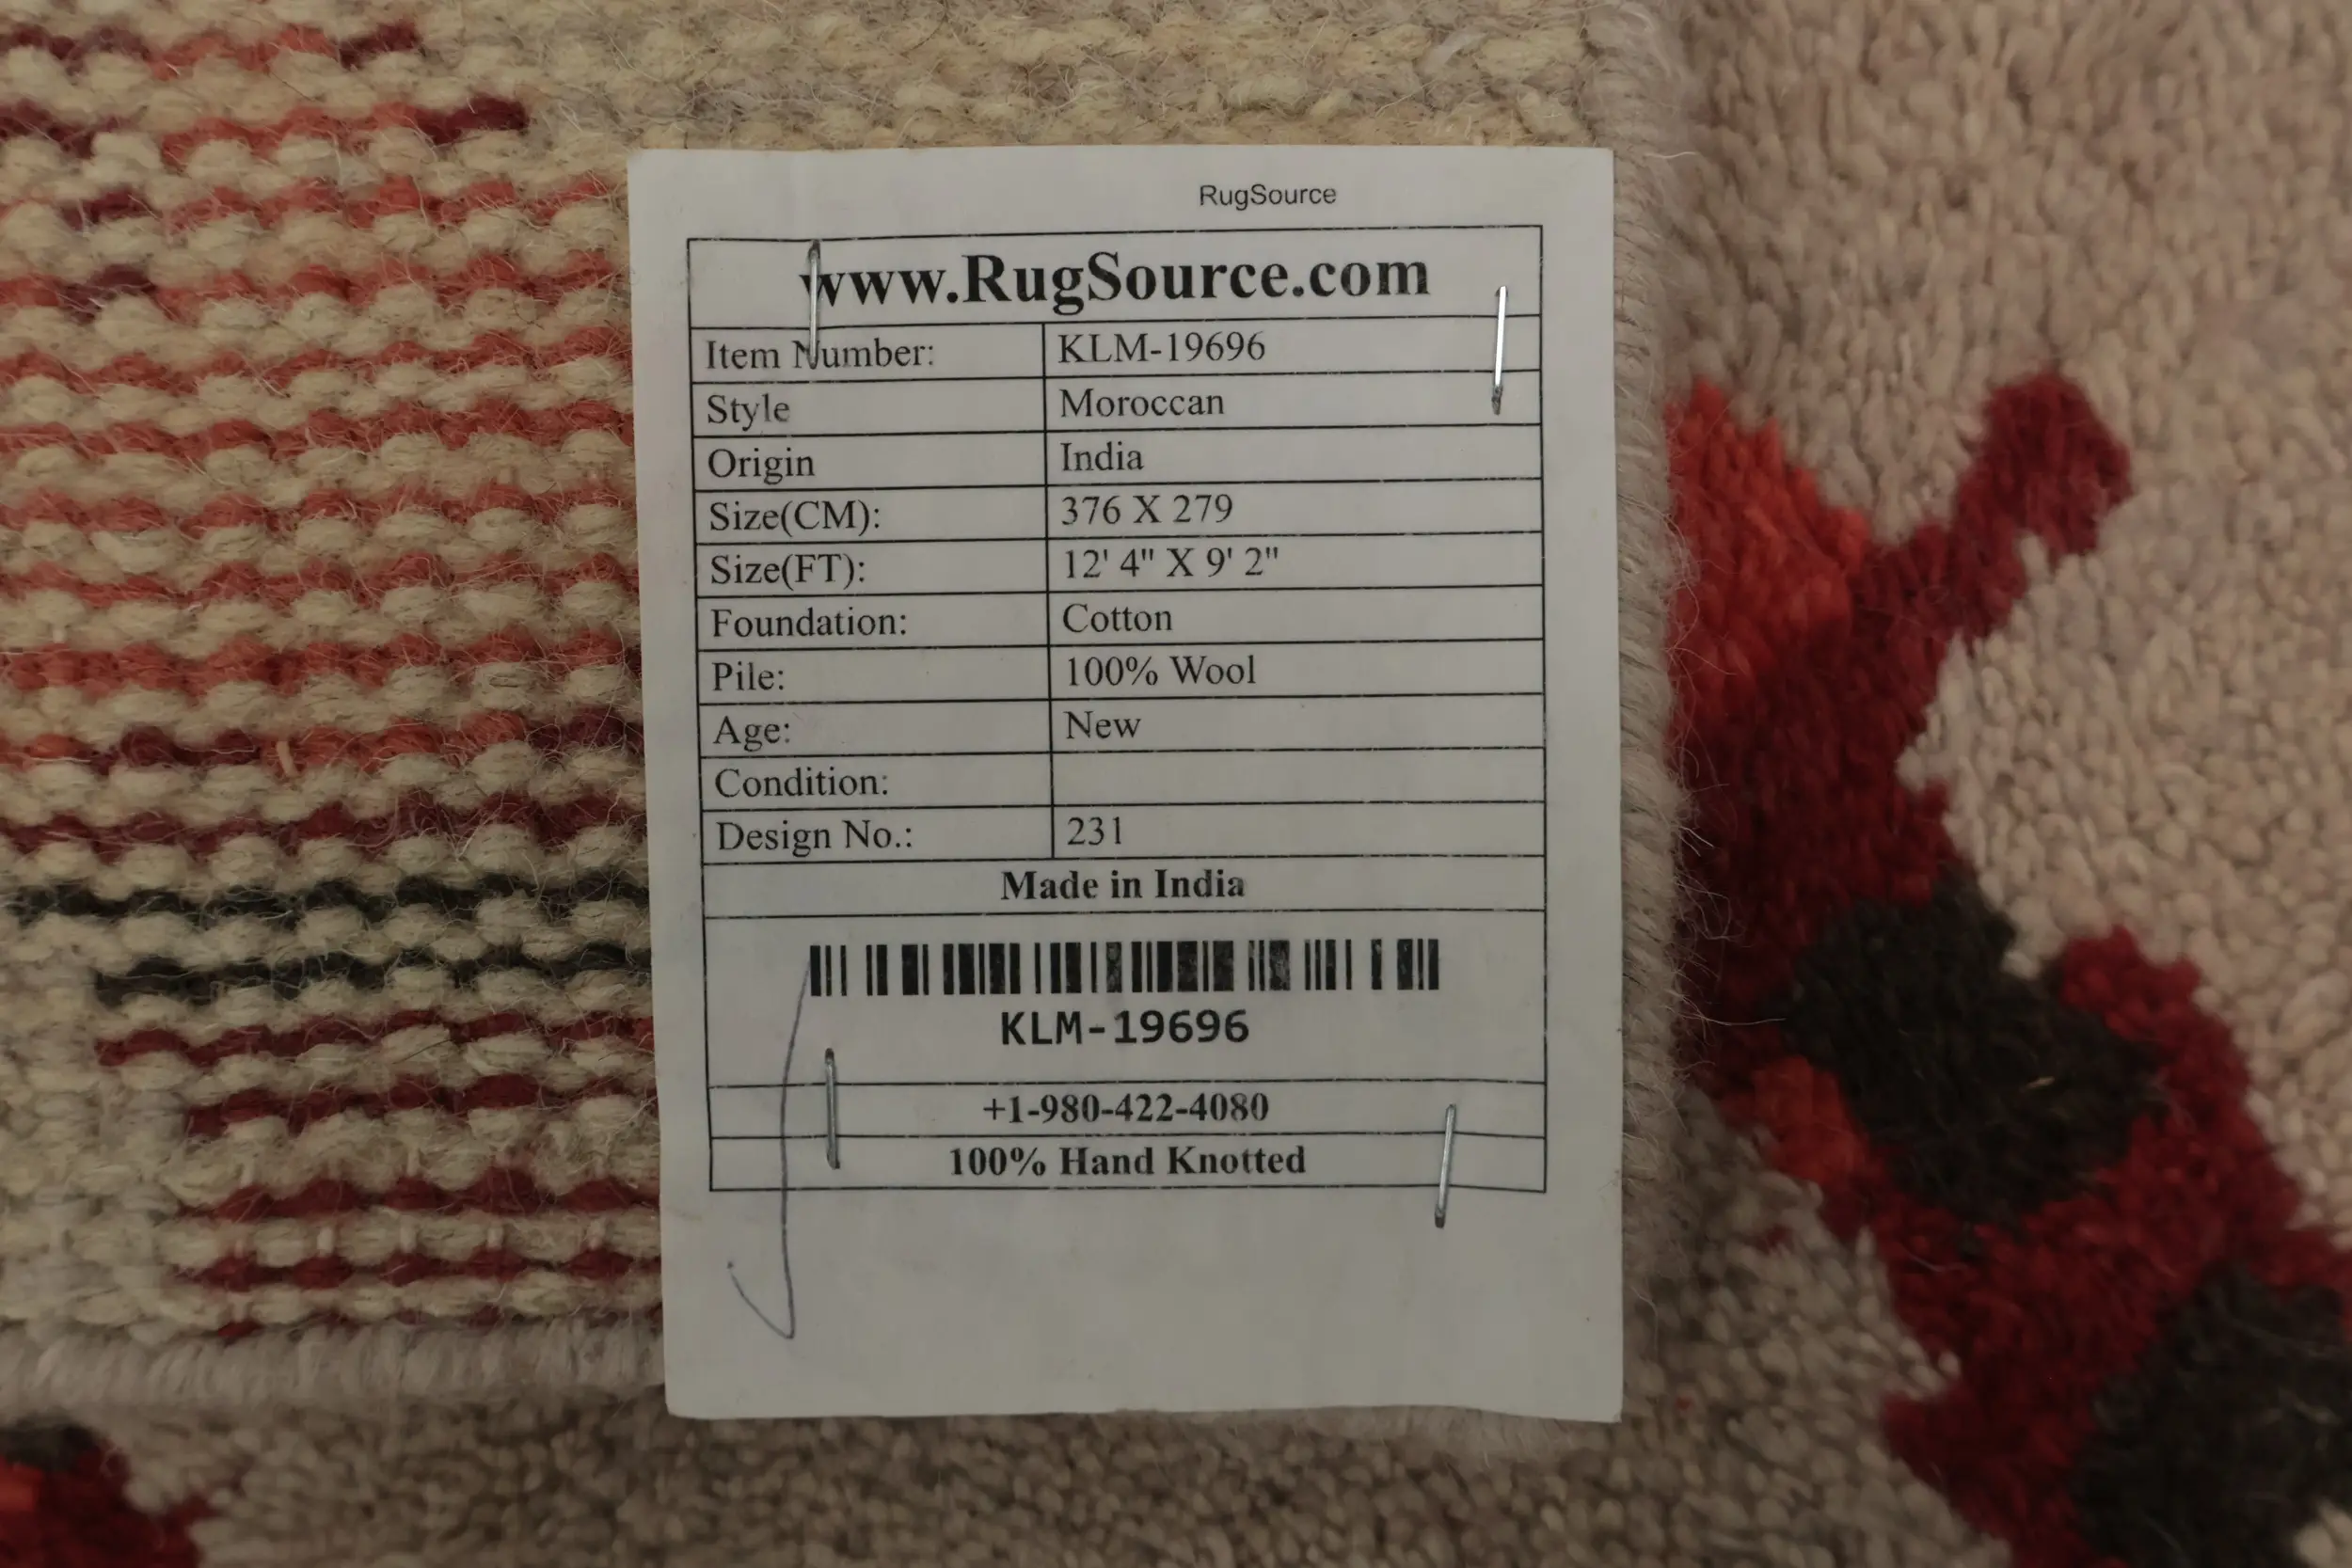 RugSource
www.RugSource.com
Item Number: KLM-19696
Style Moroccan
Origin India
Size(CM): 376 X 279
Size(FT): 12' 4" X 9' 2"
Foundation: Cotton
Pile: 100% Wool
Age: New
Condition:
Design No.: 231
Made in India
KLM-19696
+1-980-422-4080
100% Hand Knotted